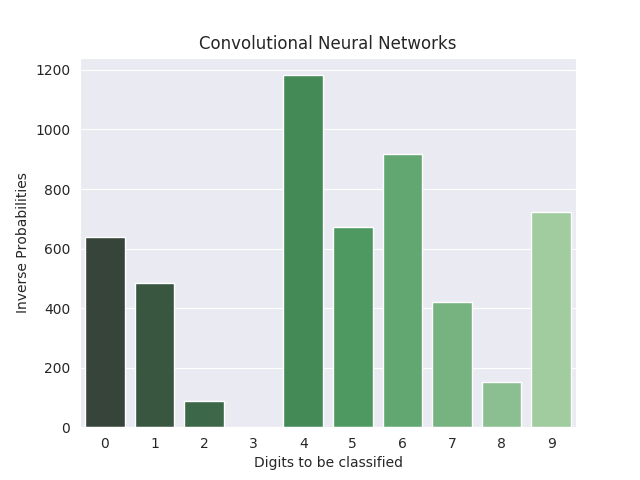 Convolutional Neural Networks
1200
1000
800
600
400
200
0
Inverse Probabilities
0 1 2 3 4 5 6 7 8 9
Digits to be classified